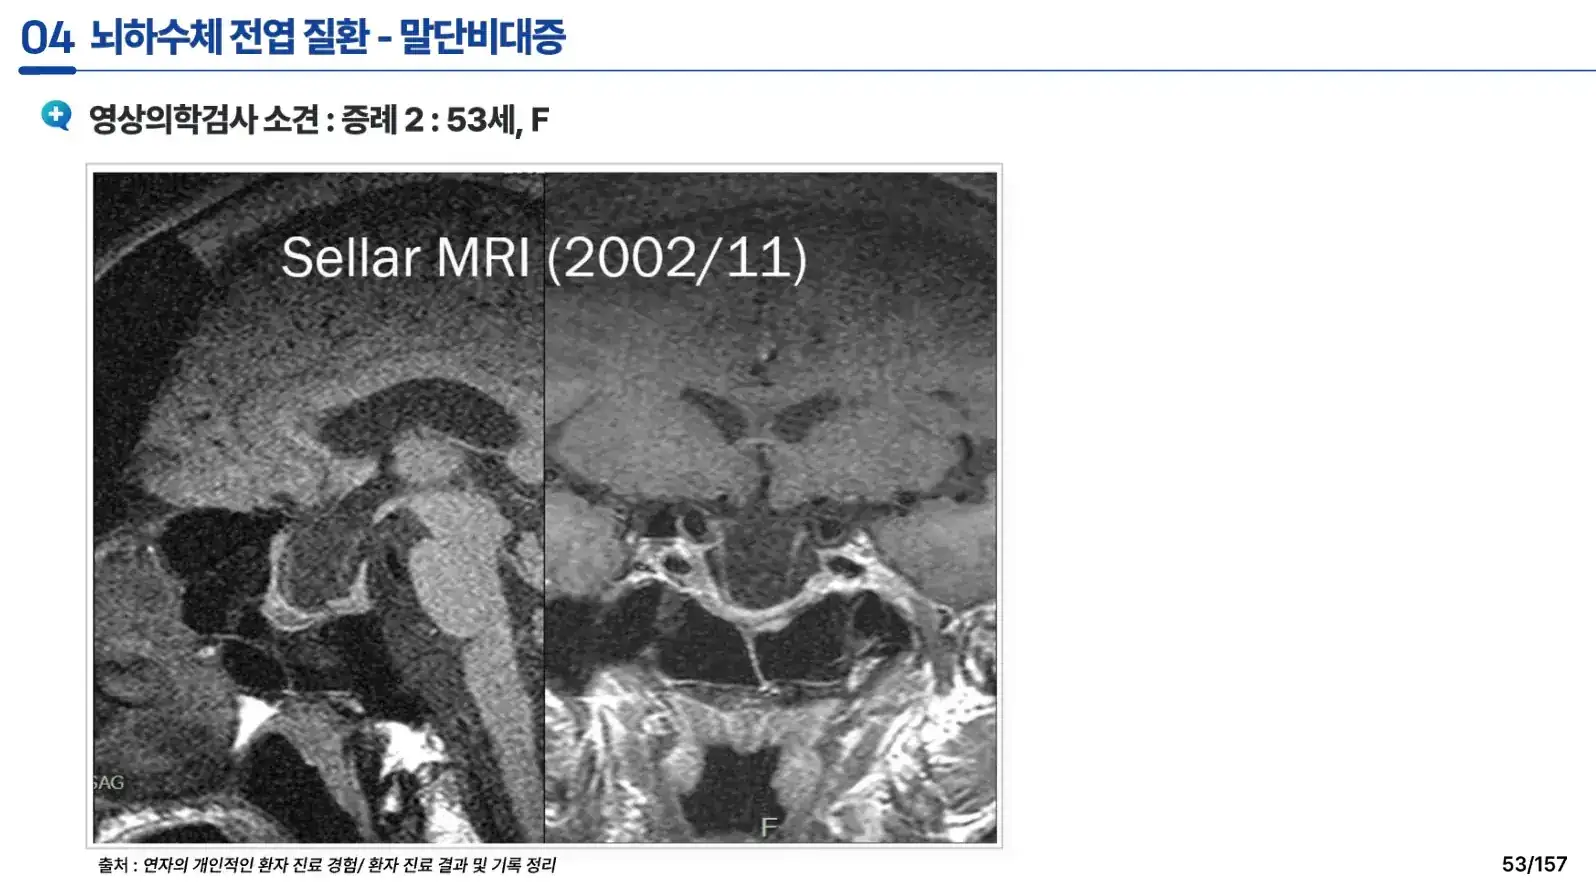 04 뇌하수체 전엽 질환 - 말단비대증
영상의학검사 소견 : 증례 2 : 53세, F
Sellar MRI (2002/11)
SAG
F
출처 : 연자의 개인적인 환자 진료 경험/ 환자 진료 결과 및 기록 정리
53/157